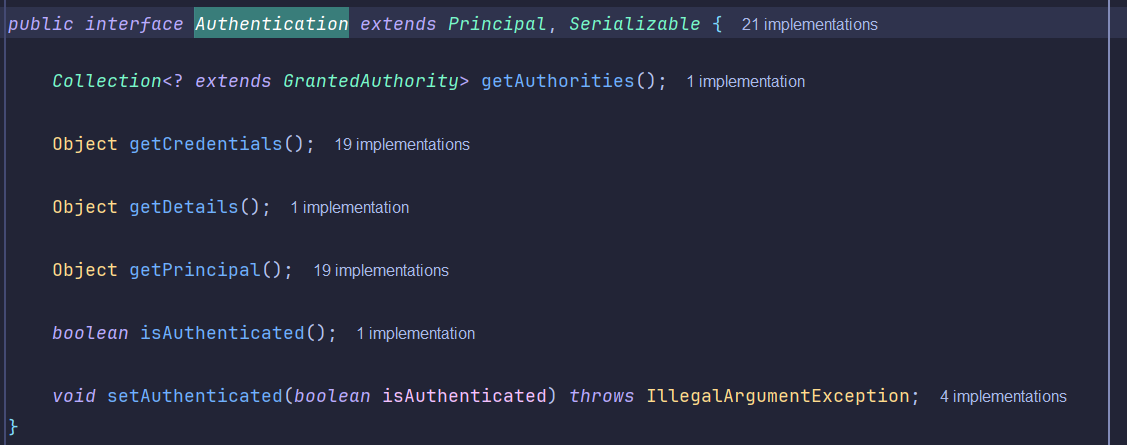 public interface Authentication extends Principal, Serializable { 21 implementations
Collection<? extends GrantedAuthority> getAuthorities(); 1 implementation
Object getCredentials(); 19 implementations
Object getDetails(); 1 implementation
Object getPrincipal(); 19 implementations
boolean isAuthenticated(); 1 implementation
void setAuthenticated(boolean isAuthenticated) throws IllegalArgumentException; 4 implementations
}